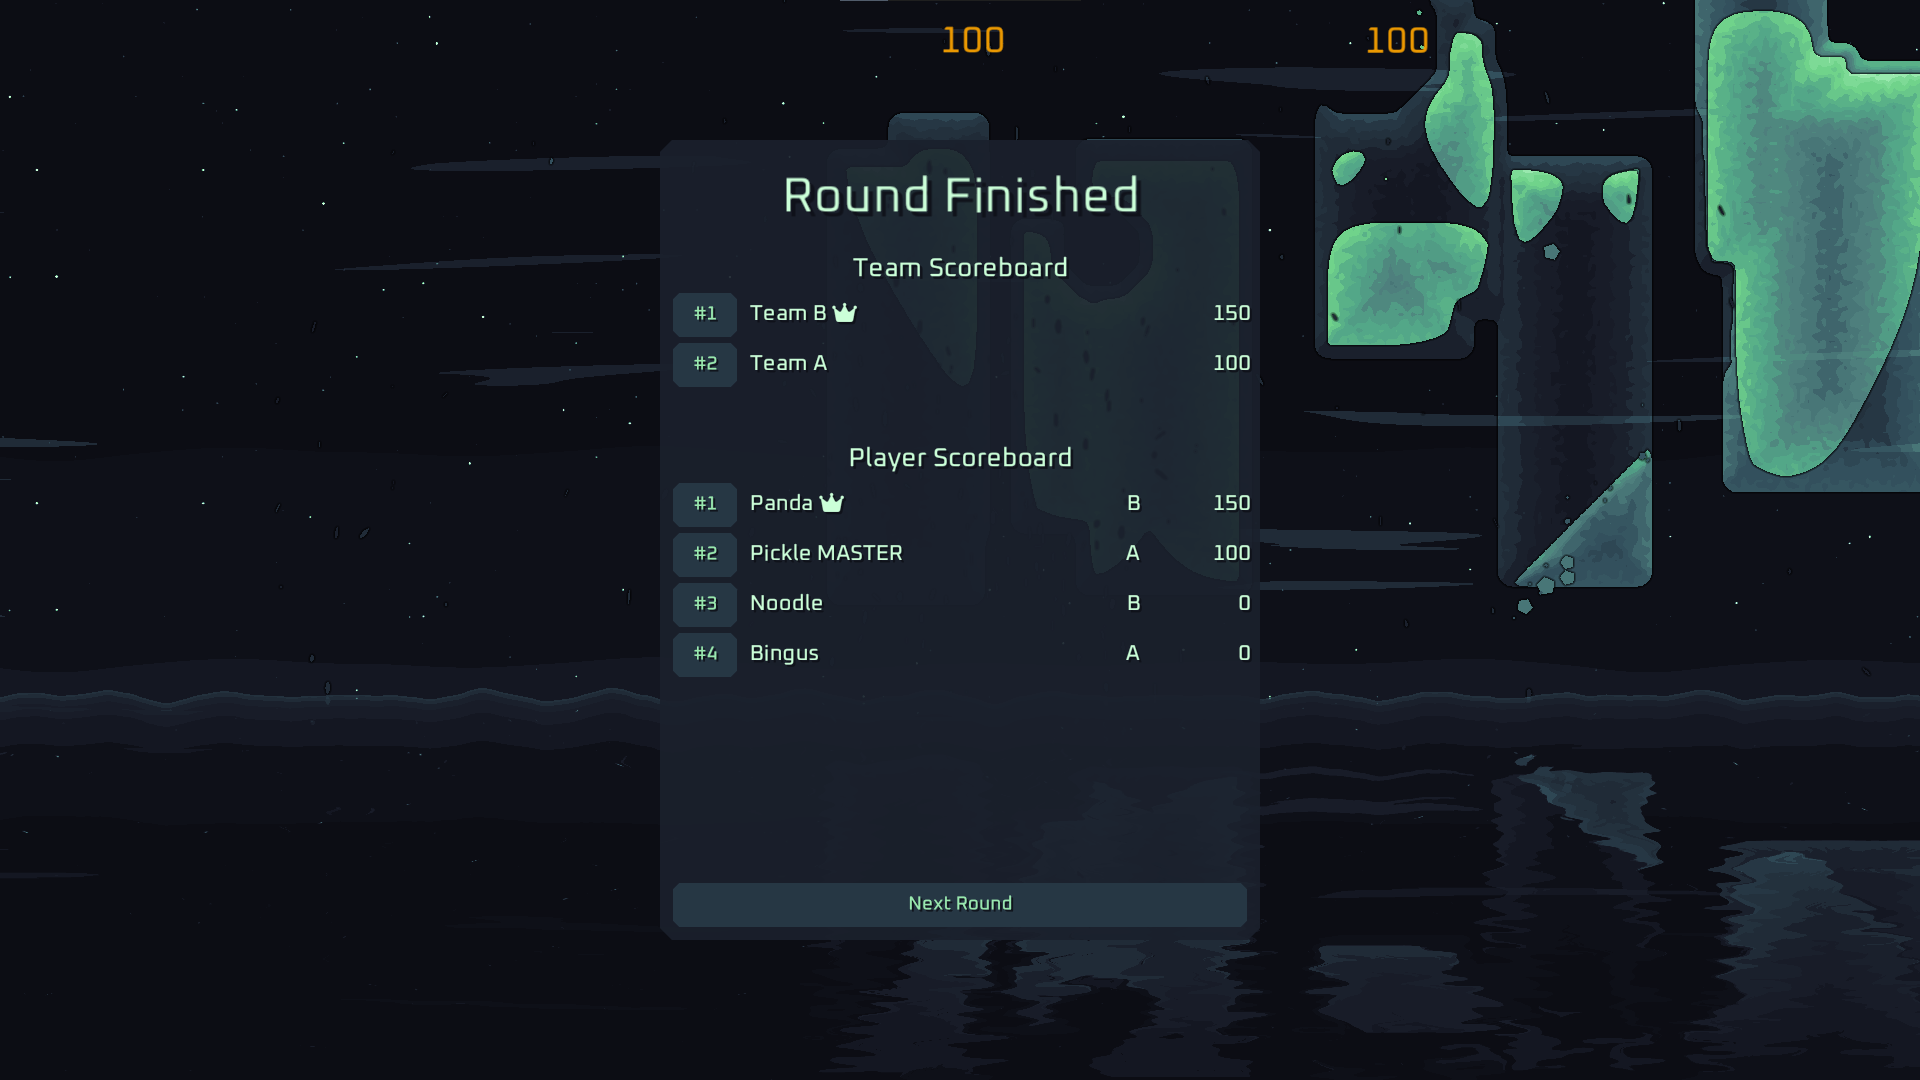 100 100
Round Finished
Team Scoreboard
#1 Team B 150
#2 Team A 100
Player Scoreboard
#1 Panda B 150
#2 Pickle MASTER A 100
#3 Noodle B 0
#4 Bingus A 0
Next Round